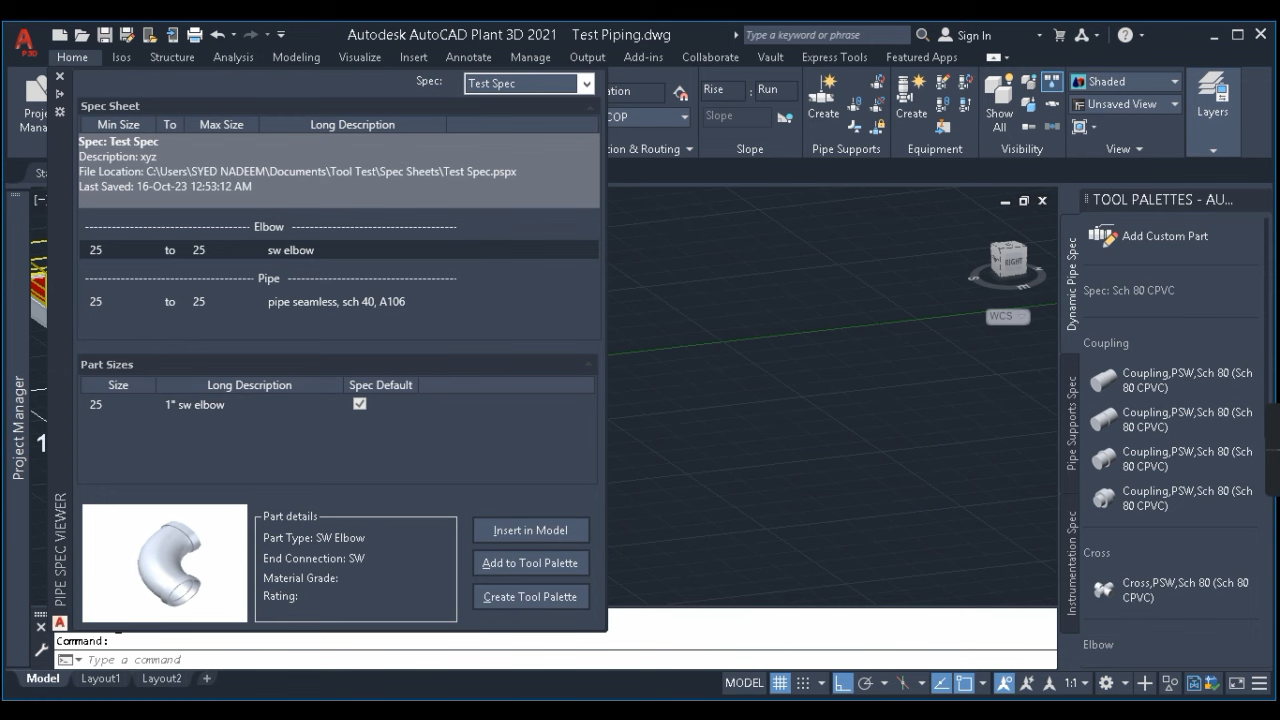 Autodesk AutoCAD Plant 3D 2021 Test Piping.dwg
Type a keyword or phrase
Sign In
P3D
Home Isos Structure Analysis Modeling Visualize Insert Annotate Manage Output Add-ins Collaborate Vault Express Tools Featured Apps
Spec: Test Spec
Spec Sheet
Min Size To Max Size Long Description
Spec: Test Spec
Description: xyz
File Location: C:\Users\SYED NADEEM\Documents\Tool Test\Spec Sheets\Test Spec.pspx
Last Saved: 16-Oct-23 12:53:12 AM
Elbow
25 to 25 sw elbow
Pipe
25 to 25 pipe seamless, sch 40, A106
Part Sizes
Size Long Description Spec Default
25 1" sw elbow
Part details
Part Type: SW Elbow
End Connection: SW
Material Grade:
Rating:
Insert in Model
Add to Tool Palette
Create Tool Palette
PIPE SPEC VIEWER
Project Manager
Proje
Mana
Sta
[-]
1
ation
COP
on & Routing
Rise : Run
Slope
Slope
Create
Pipe Supports
Create
Equipment
Show
All
Visibility
Shaded
Unsaved View
View
Layers
RIGHT
S
E
WCS
TOOL PALETTES - AU...
Dynamic Pipe Spec
Pipe Supports Spec
Instrumentation Spec
Add Custom Part
Spec: Sch 80 CPVC
Coupling
Coupling,PSW,Sch 80 (Sch
80 CPVC)
Coupling,PSW,Sch 80 (Sch
80 CPVC)
Coupling,PSW,Sch 80 (Sch
80 CPVC)
Coupling,PSW,Sch 80 (Sch
80 CPVC)
Cross
Cross,PSW,Sch 80 (Sch 80
CPVC)
Elbow
Command:
Type a command
Model Layout1 Layout2 +
MODEL
1:1